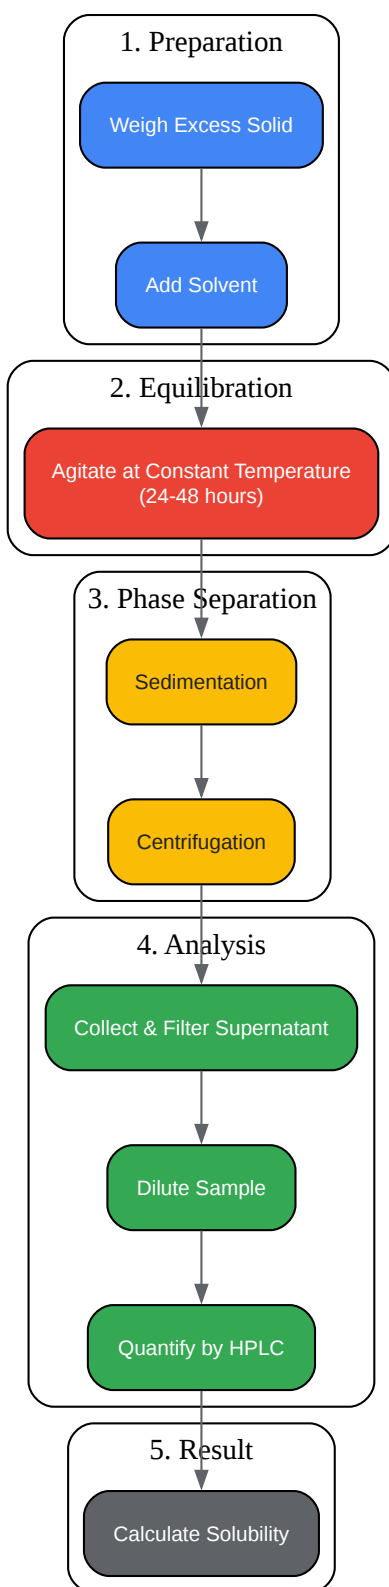 1. Preparation
Weigh Excess Solid
Add Solvent
2. Equilibration
Agitate at Constant Temperature
(24-48 hours)
3. Phase Separation
Sedimentation
Centrifugation
4. Analysis
Collect & Filter Supernatant
Dilute Sample
Quantify by HPLC
5. Result
Calculate Solubility